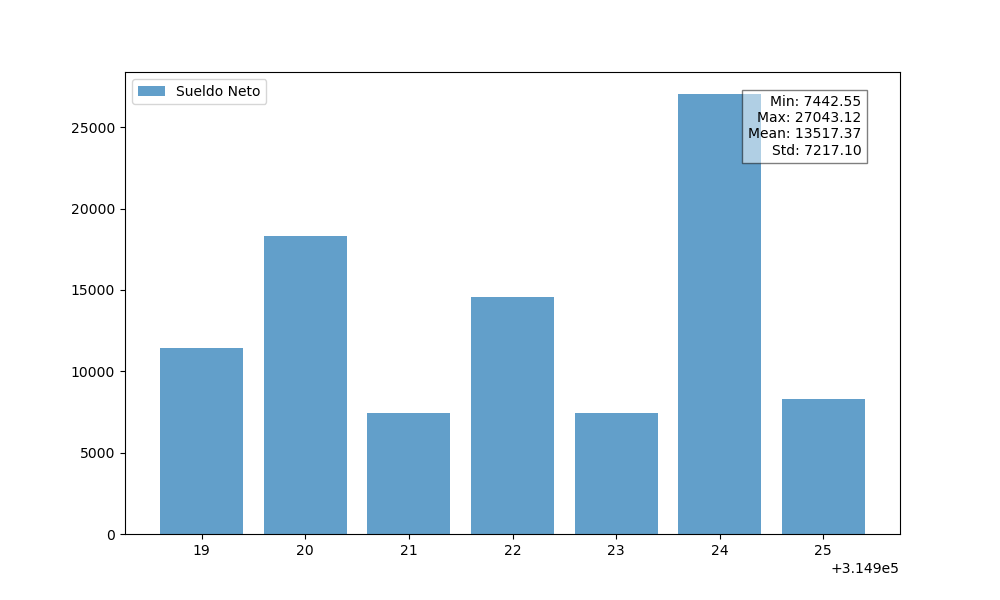 Sueldo Neto
Min: 7442.55
Max: 27043.12
Mean: 13517.37
Std: 7217.10
25000
20000
15000
10000
5000
0
19 20 21 22 23 24 25
+3.149e5